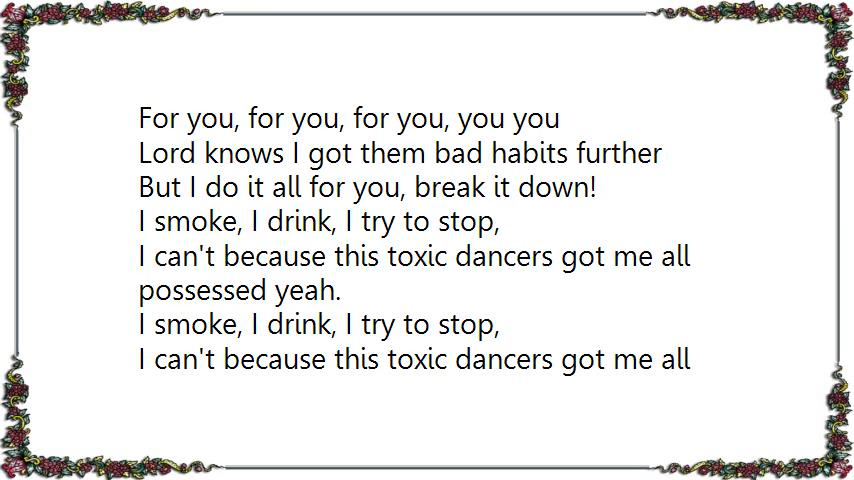 For you, for you, for you, you you
Lord knows I got them bad habits further
But I do it all for you, break it down!
I smoke, I drink, I try to stop,
I can't because this toxic dancers got me all
possessed yeah.
I smoke, I drink, I try to stop,
I can't because this toxic dancers got me all